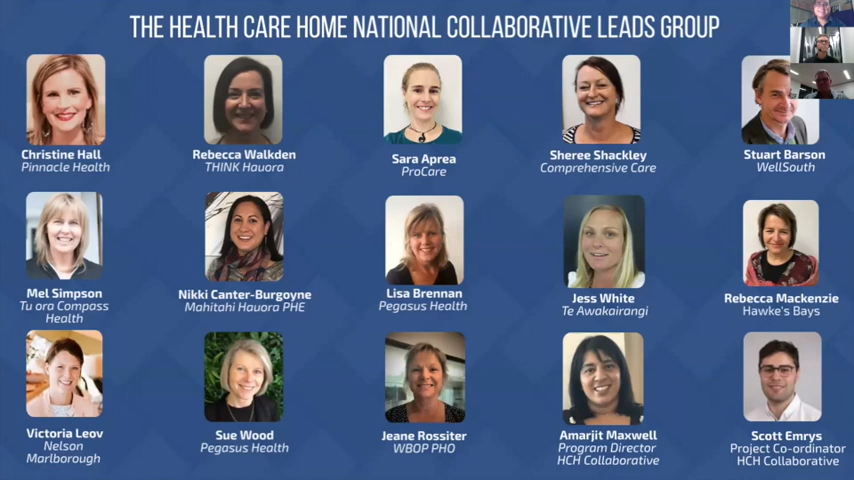 THE HEALTH CARE HOME NATIONAL COLLABORATIVE LEADS GROUP
Christine Hall
Pinnacle Health
Rebecca Walkden
THINK Hauora
Sara Aprea
ProCare
Sheree Shackley
Comprehensive Care
Stuart Barson
WellSouth
Mel Simpson
Tu ora Compass
Health
Nikki Canter-Burgoyne
Mahitahi Hauora PHE
Lisa Brennan
Pegasus Health
Jess White
Te Awakairangi
Rebecca Mackenzie
Hawke's Bays
Victoria Leov
Nelson
Marlborough
Sue Wood
Pegasus Health
Jeane Rossiter
WBOP PHO
Amarjit Maxwell
Program Director
HCH Collaborative
Scott Emrys
Project Co-ordinator
HCH Collaborative